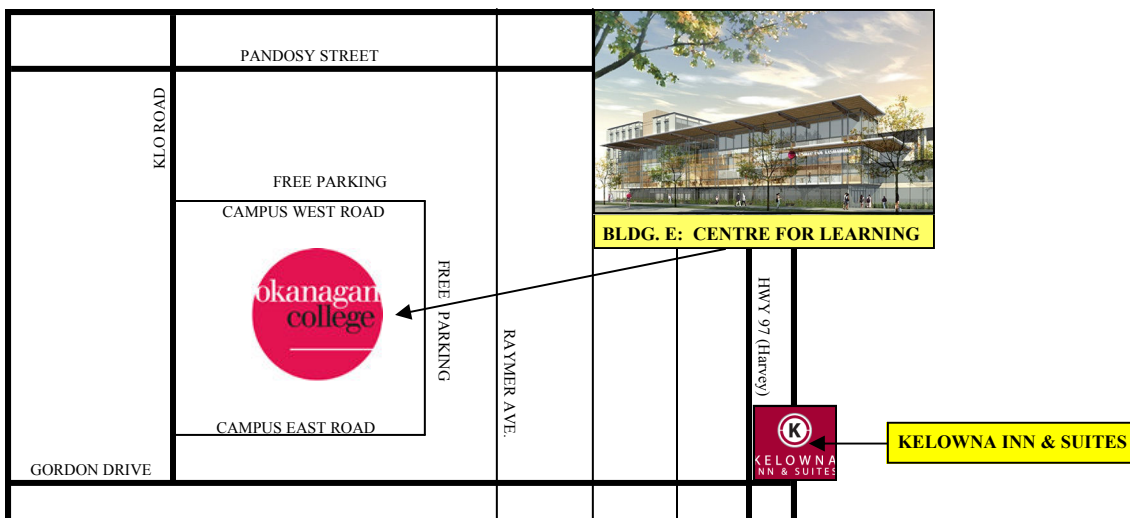 PANDOSY STREET
KLO ROAD
FREE PARKING
CAMPUS WEST ROAD
BLDG. E: CENTRE FOR LEARNING
okanagan
college
FREE PARKING
RAYMER AVE.
HWY 97 (Harvey)
CAMPUS EAST ROAD
K
KELOWNA
INN & SUITES
KELOWNA INN & SUITES
GORDON DRIVE